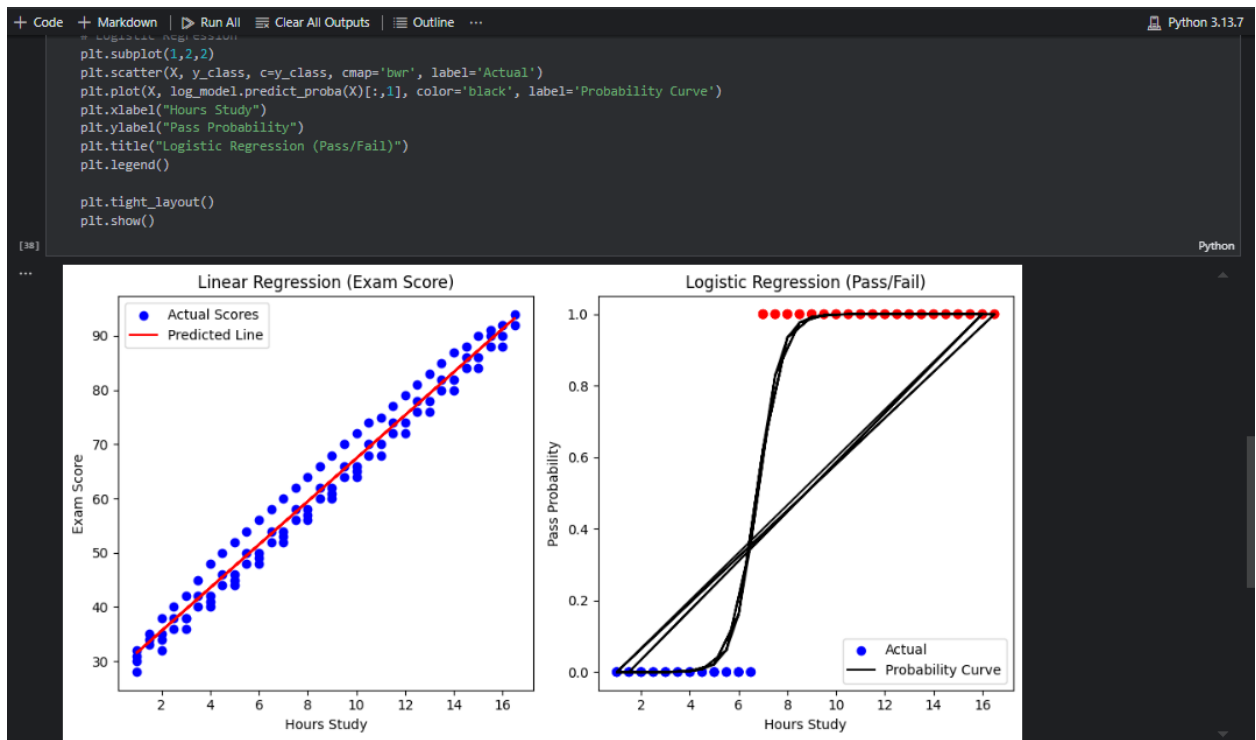 Code Markdown Run All Clear All Outputs Outline ... Python 3.13.7
# Logistic Regression
plt.subplot(1,2,2)
plt.scatter(X, y_class, c=y_class, cmap='bwr', label='Actual')
plt.plot(X, log_model.predict_proba(X)[:,1], color='black', label='Probability Curve')
plt.xlabel("Hours Study")
plt.ylabel("Pass Probability")
plt.title("Logistic Regression (Pass/Fail)")
plt.legend()
plt.tight_layout()
plt.show()
[38]
Python
...
Linear Regression (Exam Score)
Actual Scores
Predicted Line
90
80
70
60
50
40
30
Exam Score
2 4 6 8 10 12 14 16
Hours Study
Logistic Regression (Pass/Fail)
1.0
0.8
0.6
0.4
0.2
0.0
Pass Probability
Actual
Probability Curve
2 4 6 8 10 12 14 16
Hours Study